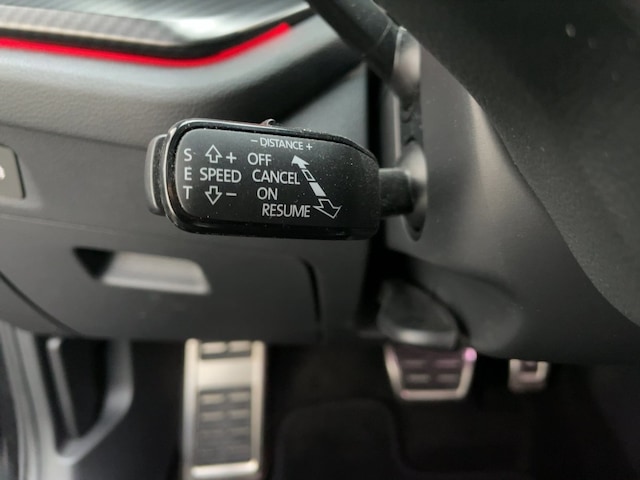 - DISTANCE +
S + OFF
E SPEED CANCEL
T - ON
RESUME